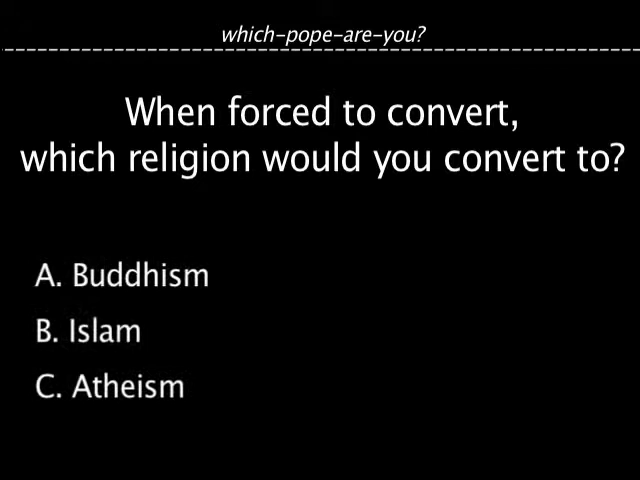 which-pope-are-you?
When forced to convert,
which religion would you convert to?
A. Buddhism
B. Islam
C. Atheism